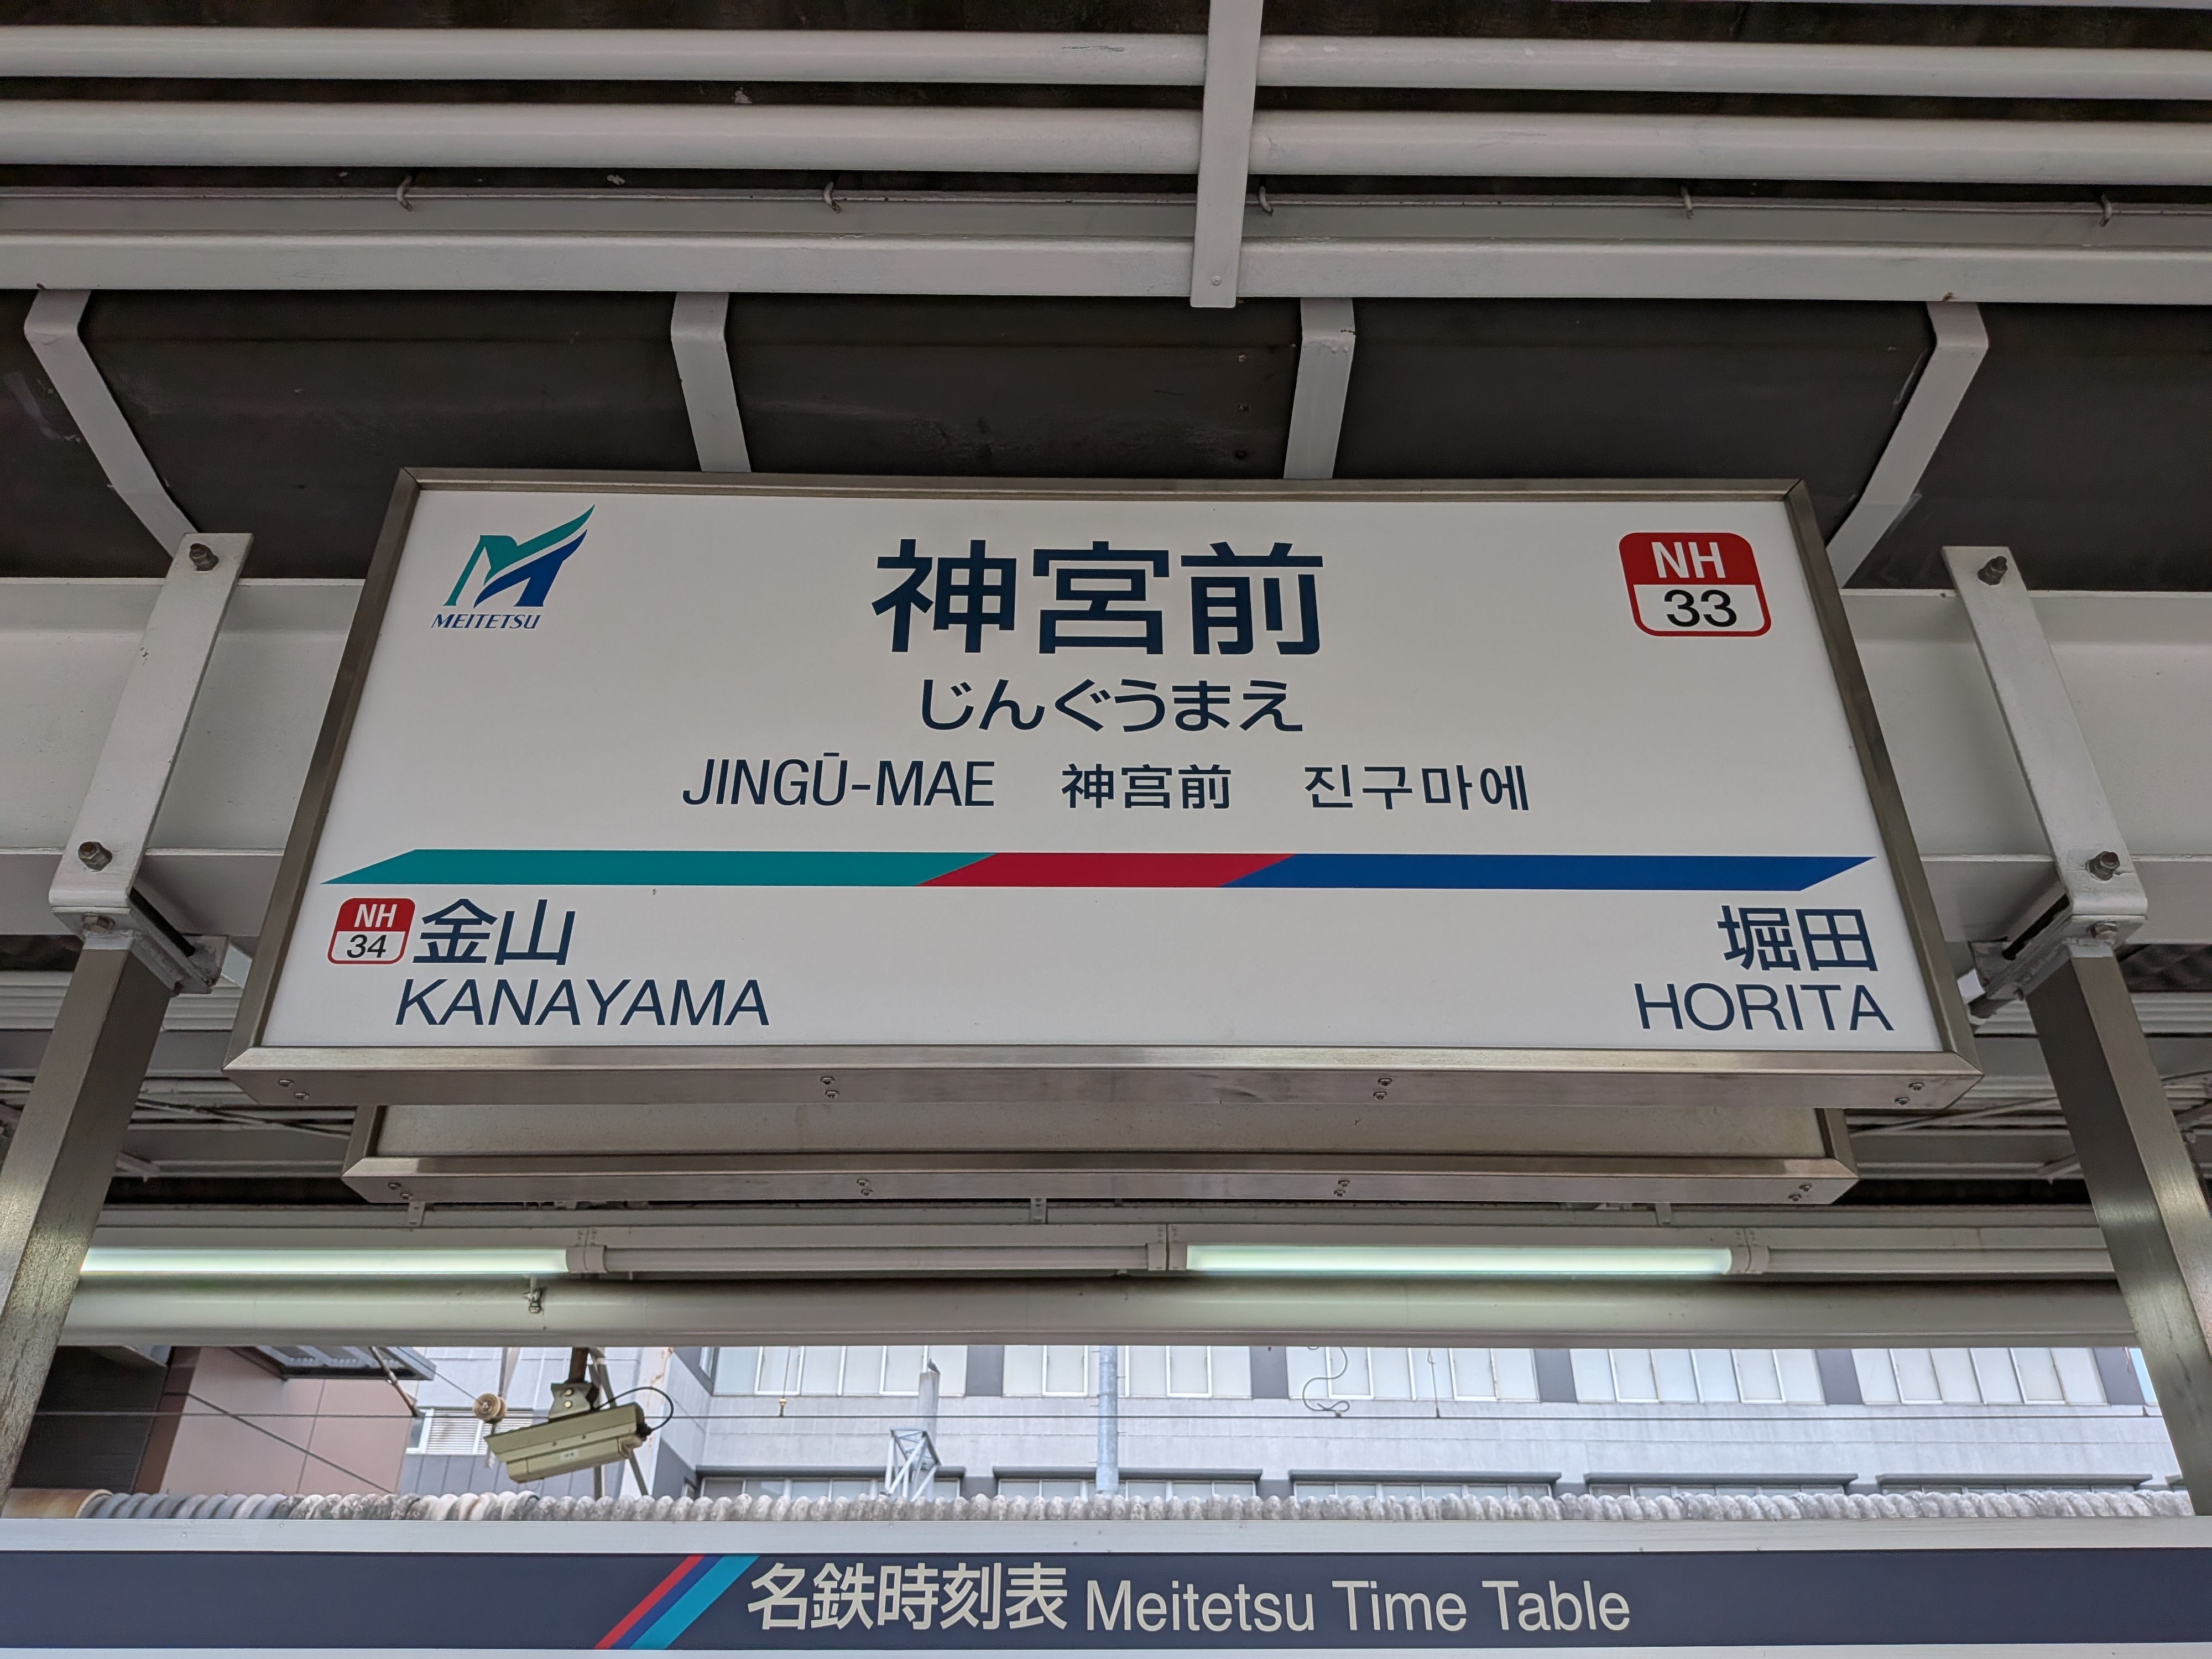 MEITETSU
神宮前
NH
33
じんぐうまえ
JINGŪ-MAE 神宫前 진구마에
NH
34
金山
KANAYAMA
堀田
HORITA
名鉄時刻表 Meitetsu Time Table